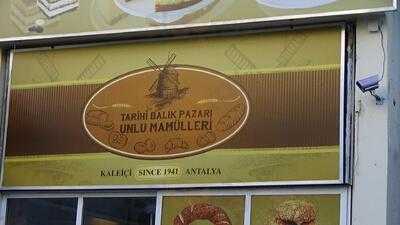 TARİHİ BALIK PAZARI
UNLU MAMÜLLERİ
KALEİÇİ SINCE 1941 ANTALYA